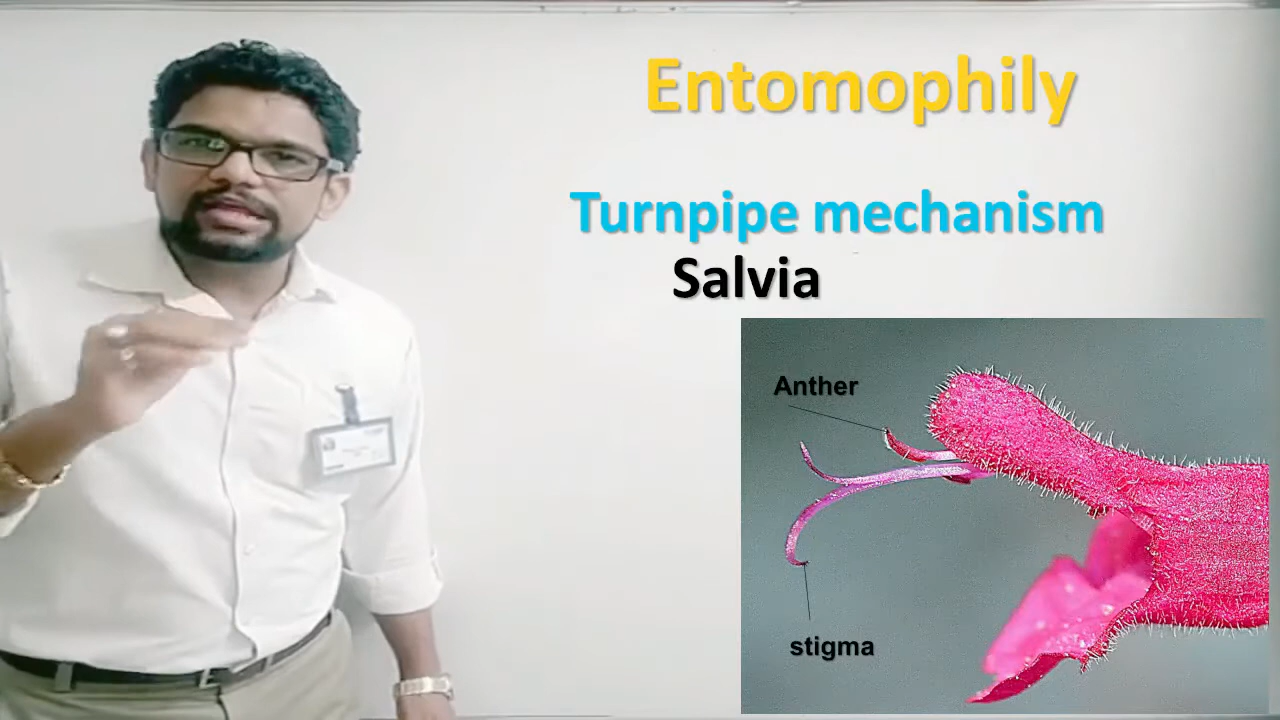 Entomophily
Turnpipe mechanism
Salvia
Anther
stigma